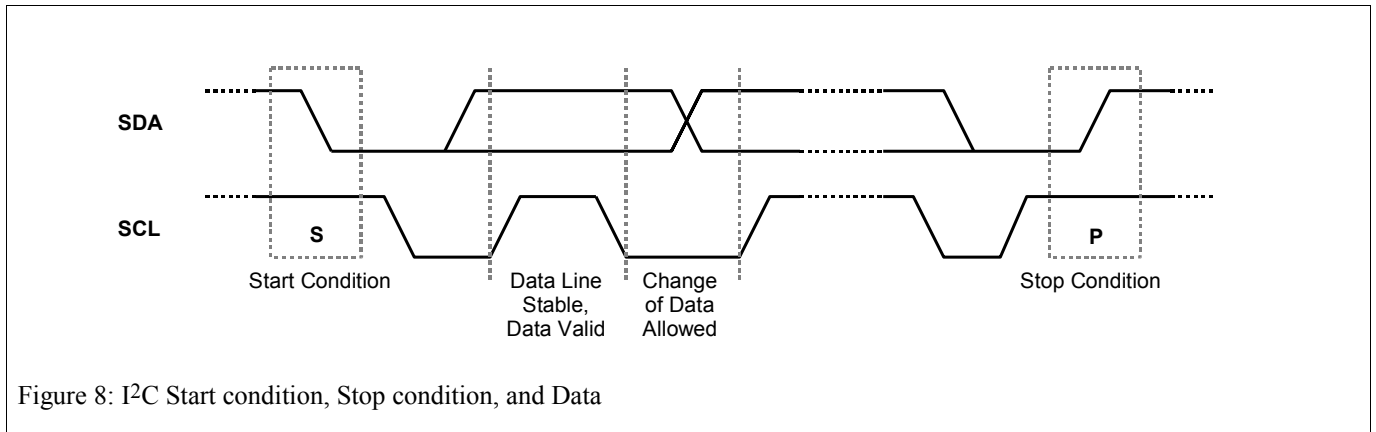 SDA
SCL
S
P
Start Condition
Data Line
Stable,
Data Valid
Change
of Data
Allowed
Stop Condition
Figure 8: I²C Start condition, Stop condition, and Data